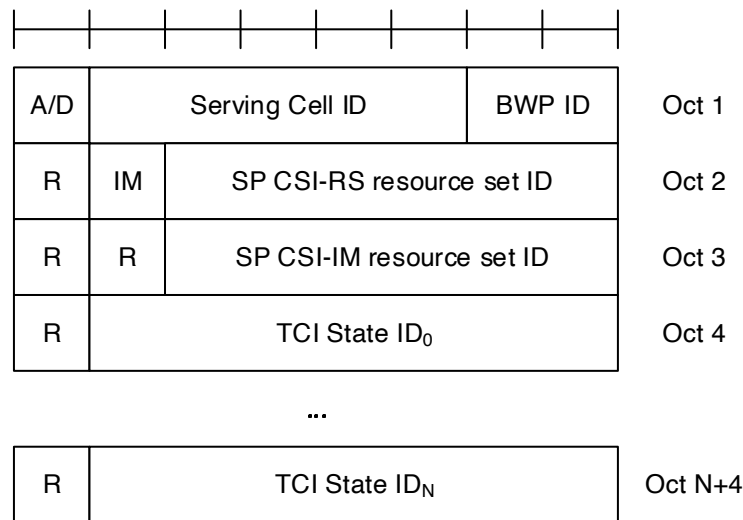 A/D Serving Cell ID BWP ID Oct 1
R IM SP CSI-RS resource set ID Oct 2
R R SP CSI-IM resource set ID Oct 3
R TCI State ID₀ Oct 4
...
R TCI State IDN Oct N+4